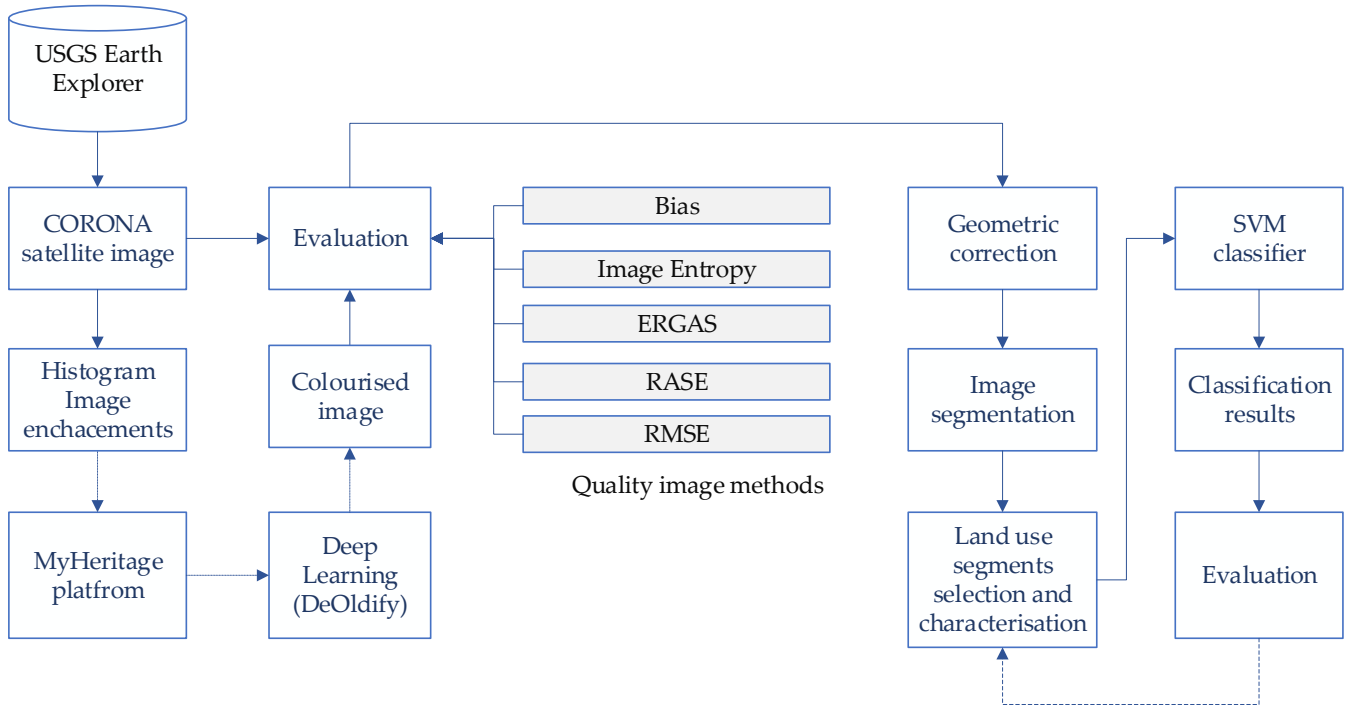 USGS Earth
Explorer
CORONA
satellite image
Histogram
Image
enchacements
MyHeritage
platfrom
Evaluation
Colourised
image
Deep
Learning
(DeOldify)
Bias
Image Entropy
ERGAS
RASE
RMSE
Quality image methods
Geometric
correction
Image
segmentation
Land use
segments
selection and
characterisation
SVM
classifier
Classification
results
Evaluation